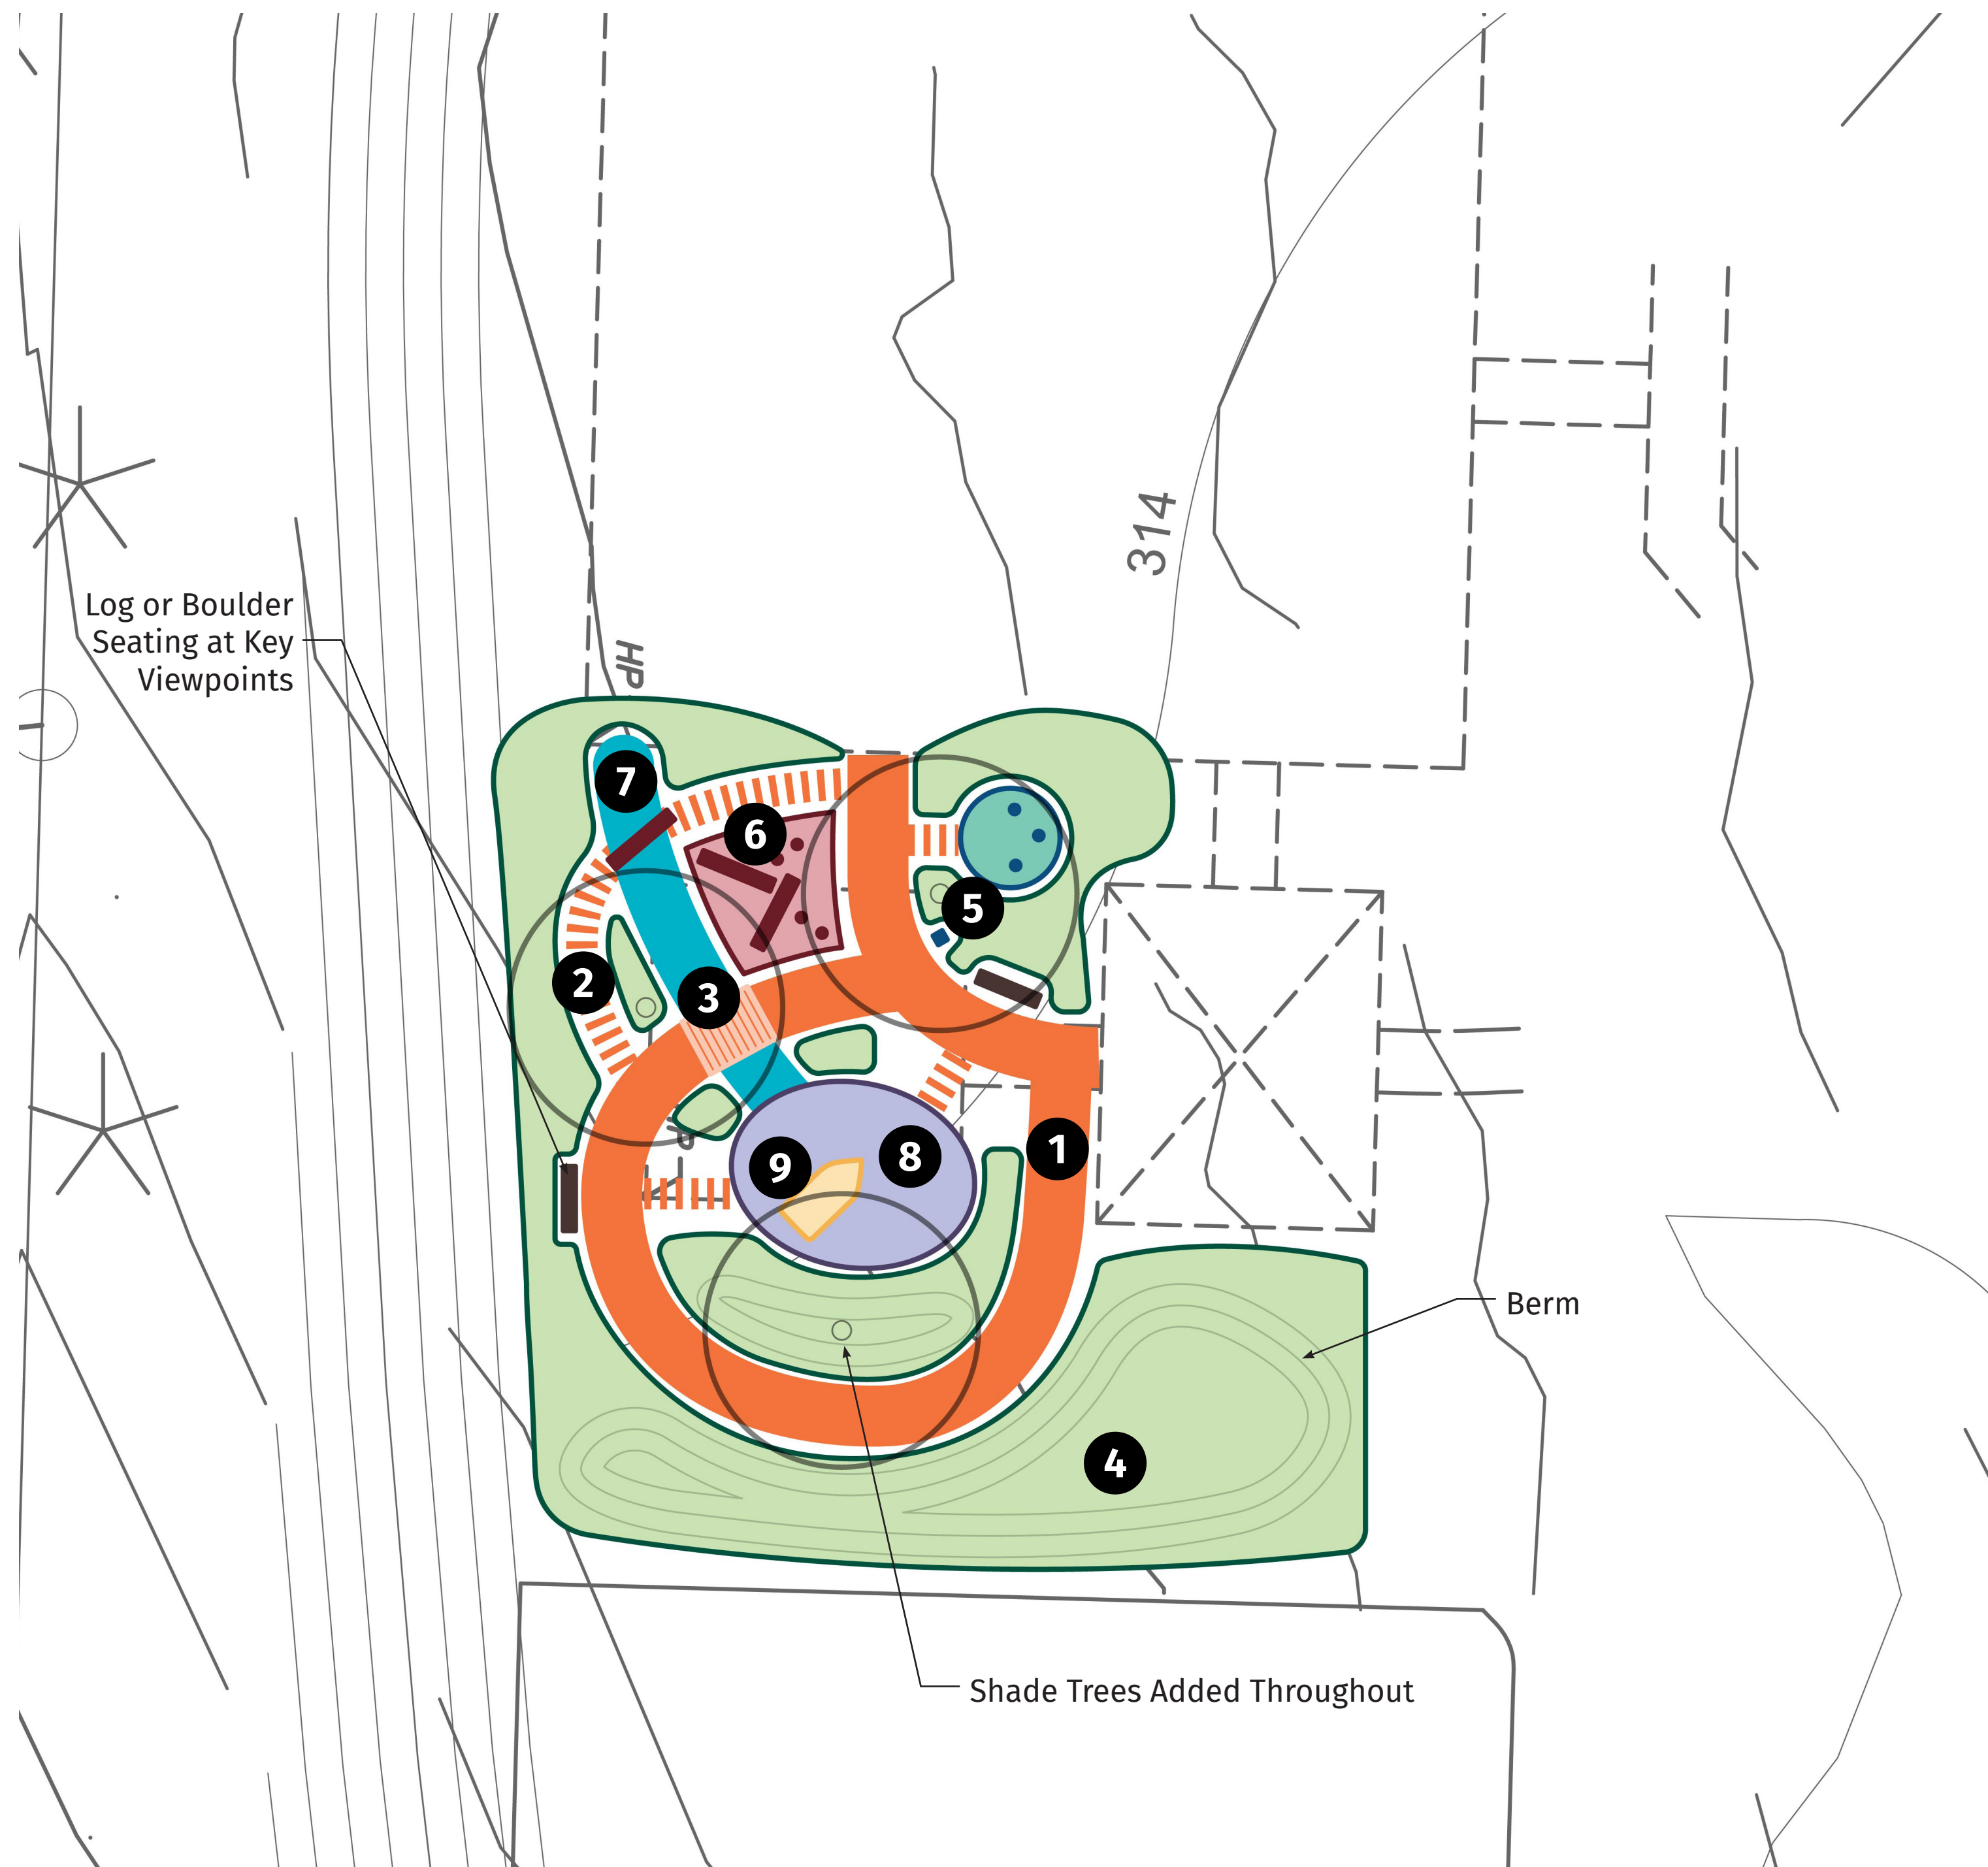 314
Log or Boulder
Seating at Key
Viewpoints
HP
7
6
5
2
3
1
9
8
Berm
4
Shade Trees Added Throughout